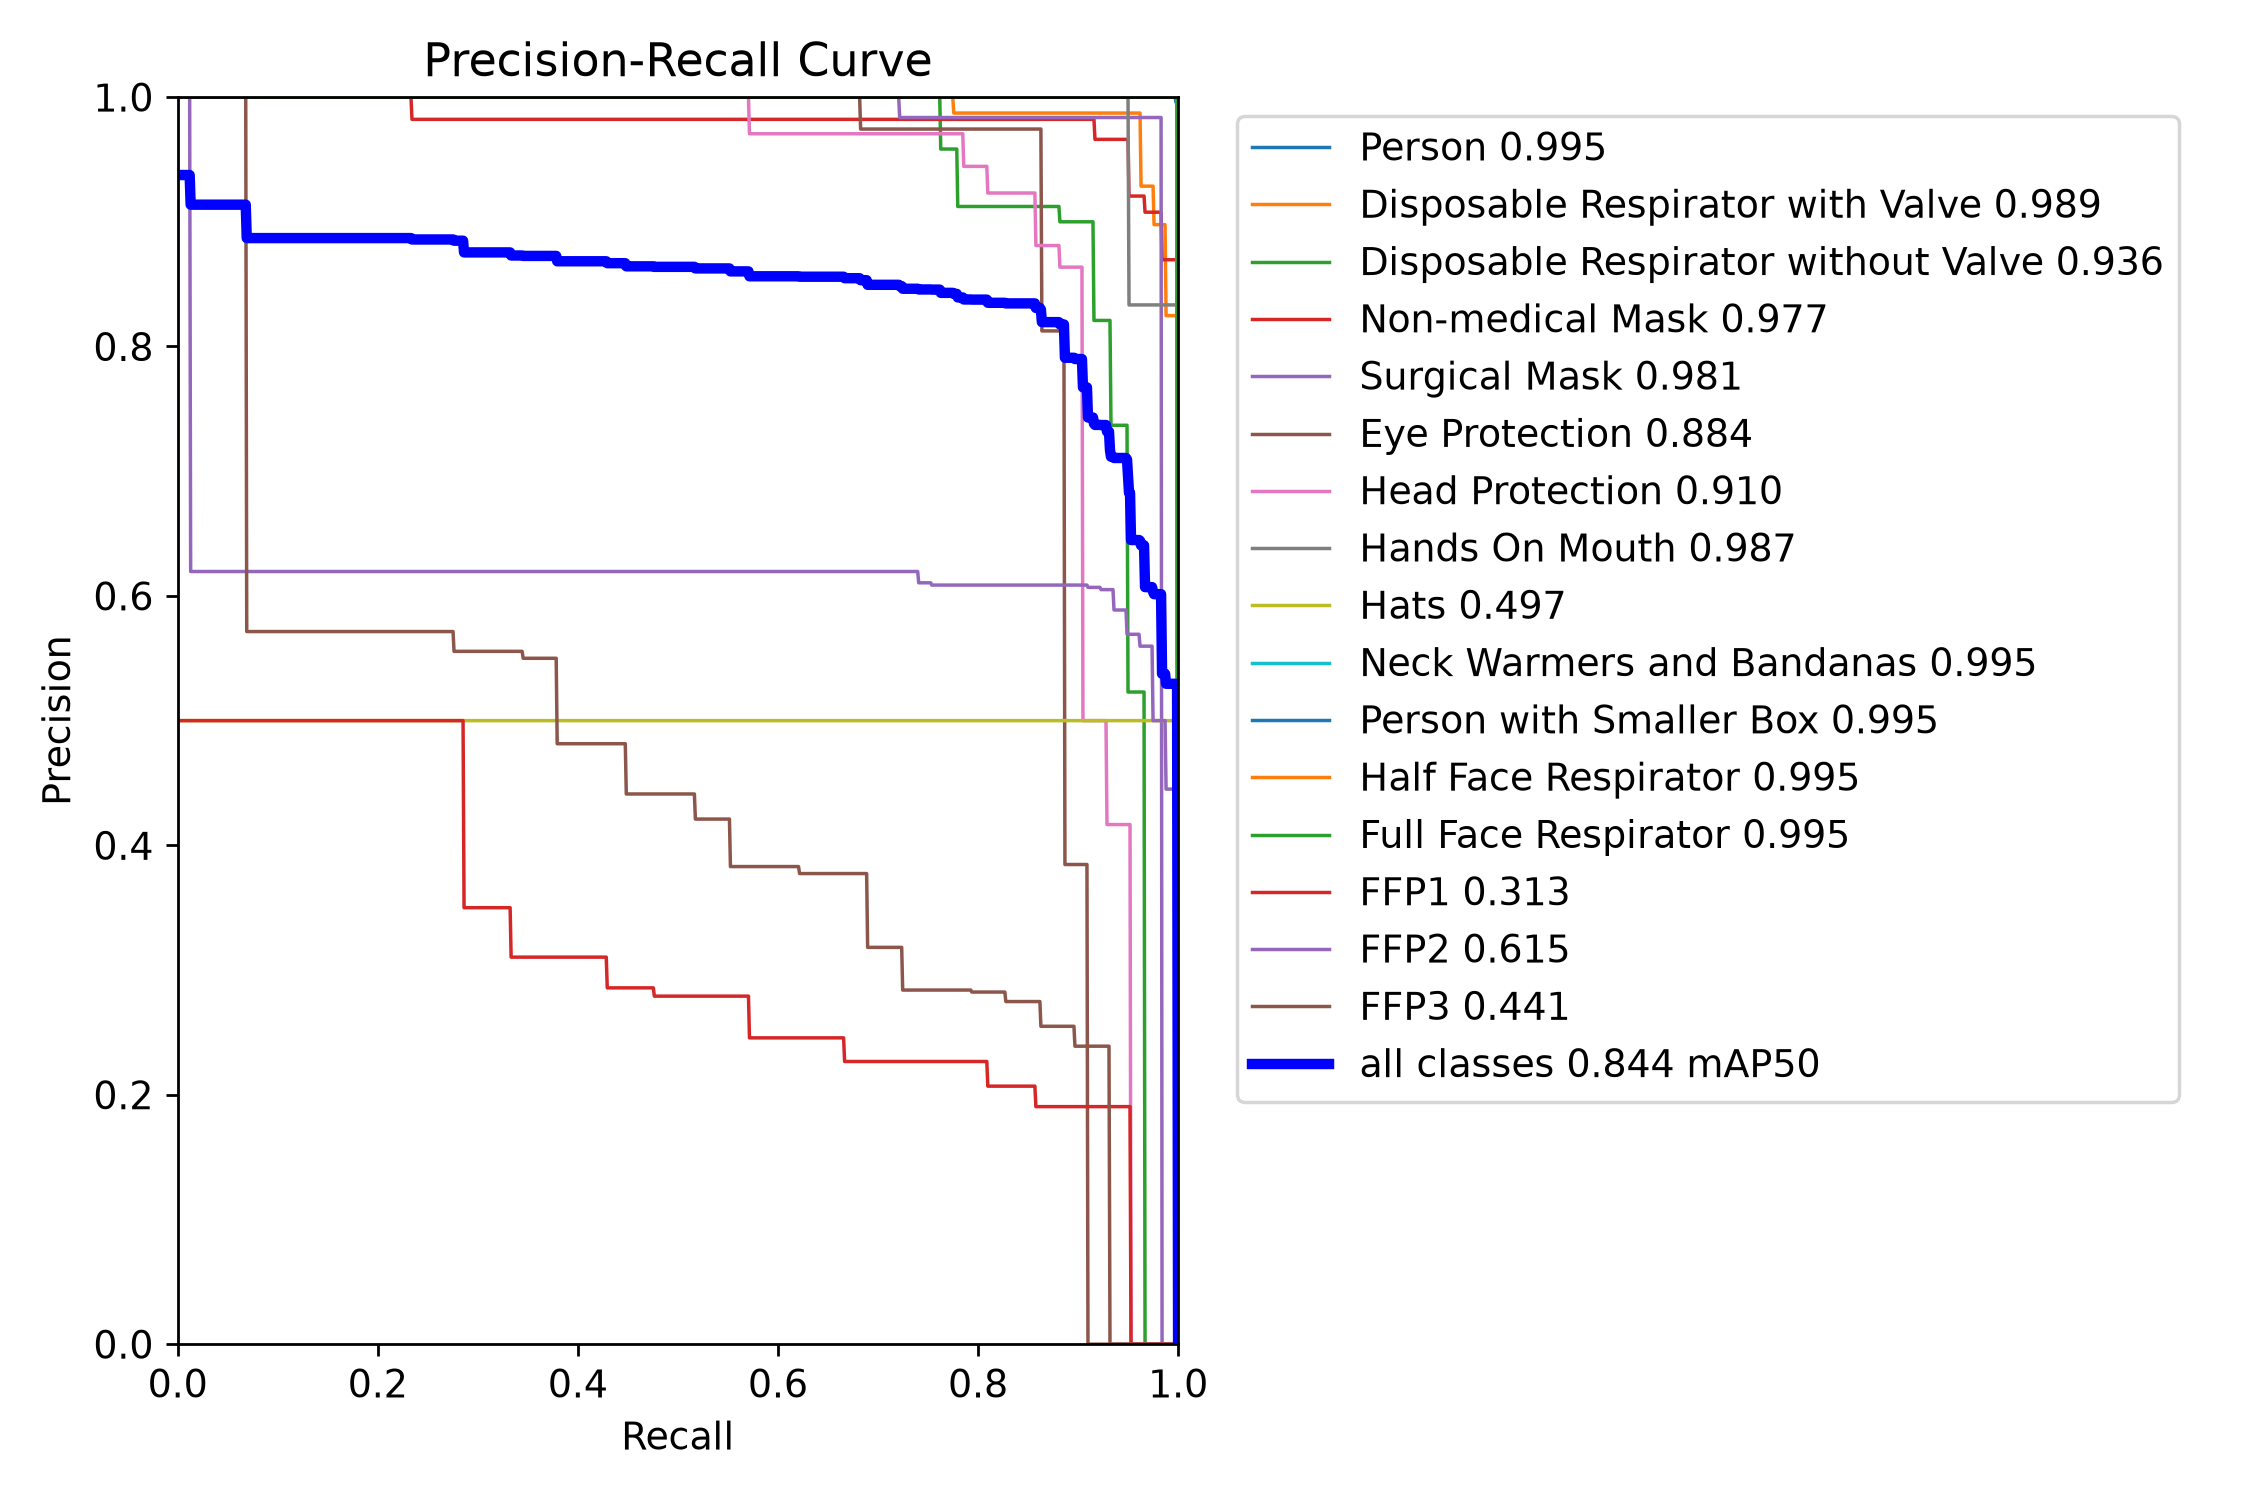 Precision-Recall Curve
1.0
0.8
0.6
0.4
0.2
0.0
Precision
0.0 0.2 0.4 0.6 0.8 1.0
Recall
Person 0.995
Disposable Respirator with Valve 0.989
Disposable Respirator without Valve 0.936
Non-medical Mask 0.977
Surgical Mask 0.981
Eye Protection 0.884
Head Protection 0.910
Hands On Mouth 0.987
Hats 0.497
Neck Warmers and Bandanas 0.995
Person with Smaller Box 0.995
Half Face Respirator 0.995
Full Face Respirator 0.995
FFP1 0.313
FFP2 0.615
FFP3 0.441
all classes 0.844 mAP50